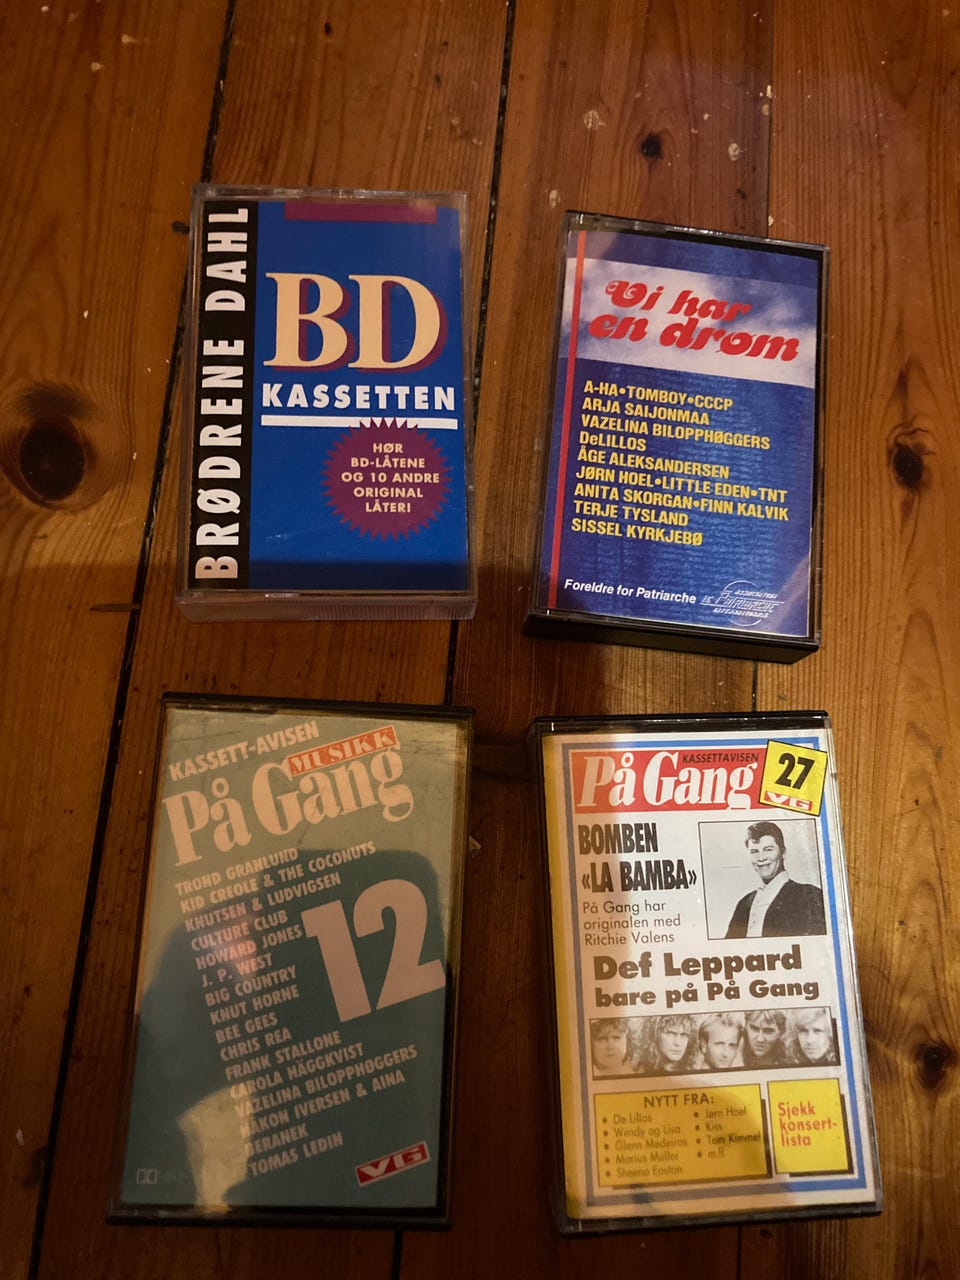 BRØDRENE DAHL
BD
KASSETTEN
HØR
BD-LÅTENE
OG 10 ANDRE
ORIGINAL
LÅTER!
Vi har
en drøm
A-HA•TOMBOY•CCCP
ARJA SAIJONMAA
VAZELINA BILOPPHØGGERS
DeLILLOS
ÅGE ALEKSANDERSEN
JØRN HOEL•LITTLE EDEN•TNT
ANITA SKORGAN•FINN KALVIK
TERJE TYSLAND
SISSEL KYRKJEBØ
Foreldre for Patriarche
KASSETT-AVISEN
MUSIKK
På Gang
12
TROND GRANLUND
KID CREOLE & THE COCONUTS
KNUTSEN & LUDVIGSEN
CULTURE CLUB
HOWARD JONES
J. P. WEST
BIG COUNTRY
KNUT HORNE
BEE GEES
CHRIS REA
FRANK STALLONE
CAROLA HÄGGKVIST
VAZELINA BILOPPHØGGERS
HÅKON IVERSEN & AINA
BERANEK
TOMAS LEDIN
VG
KASSETTAVISEN
På Gang
27
VG
BOMBEN
«LA BAMBA»
På Gang har
originalen med
Ritchie Valens
Def Leppard
bare på På Gang
NYTT FRA:
• De Lillos
• Wendy og Lisa
• Glenn Medeiros
• Marius Müller
• Sheena Easton
• Jørn Hoel
• Kiss
• Tom Kimmel
• m.fl.
Sjekk
konsert-
lista